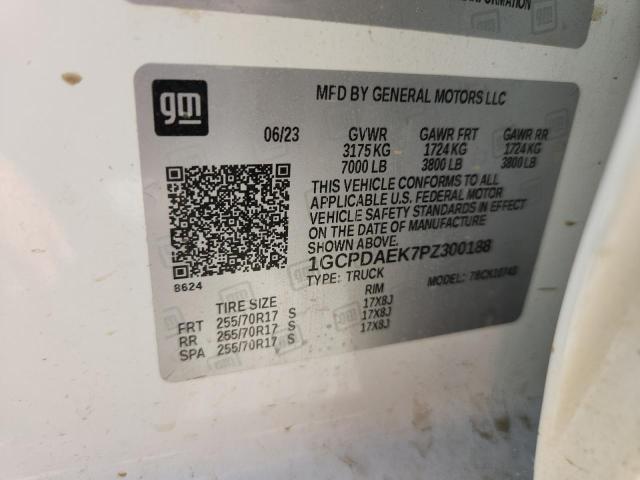 FORMATION
gm
MFD BY GENERAL MOTORS LLC
06/23 GVWR GAWR FRT GAWR RR
3175 KG 1724 KG 1724 KG
7000 LB 3800 LB 3800 LB
THIS VEHICLE CONFORMS TO ALL
APPLICABLE U.S. FEDERAL MOTOR
VEHICLE SAFETY STANDARDS IN EFFECT
ON THE DATE OF MANUFACTURE
SHOWN ABOVE.
1GCPDAEK7PZ300188
8624
TYPE: TRUCK MODEL:
TIRE SIZE RIM
FRT 255/70R17 S 17X8J
RR 255/70R17 S 17X8J
SPA 255/70R17 S 17X8J